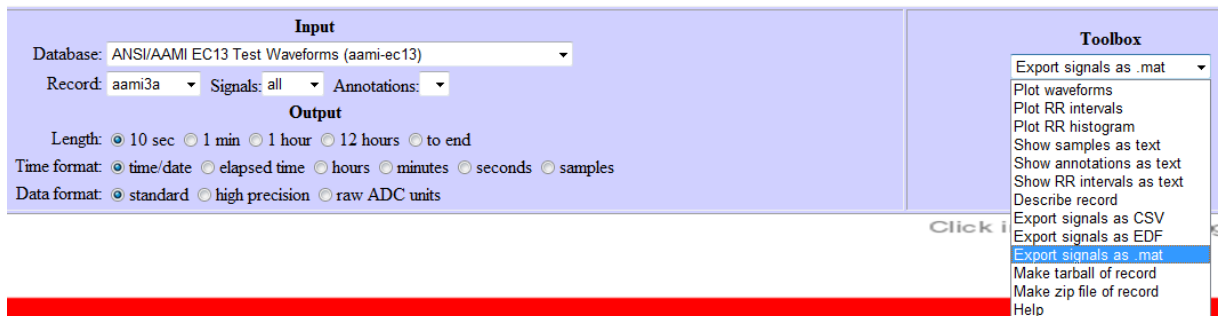 Input
Database: ANSI/AAMI EC13 Test Waveforms (aami-ec13)
Record: aami3a Signals: all Annotations:
Output
Length: 10 sec 1 min 1 hour 12 hours to end
Time format: time/date elapsed time hours minutes seconds samples
Data format: standard high precision raw ADC units
Toolbox
Export signals as .mat
Plot waveforms
Plot RR intervals
Plot RR histogram
Show samples as text
Show annotations as text
Show RR intervals as text
Describe record
Export signals as CSV
Export signals as EDF
Export signals as .mat
Make tarball of record
Make zip file of record
Help
Click